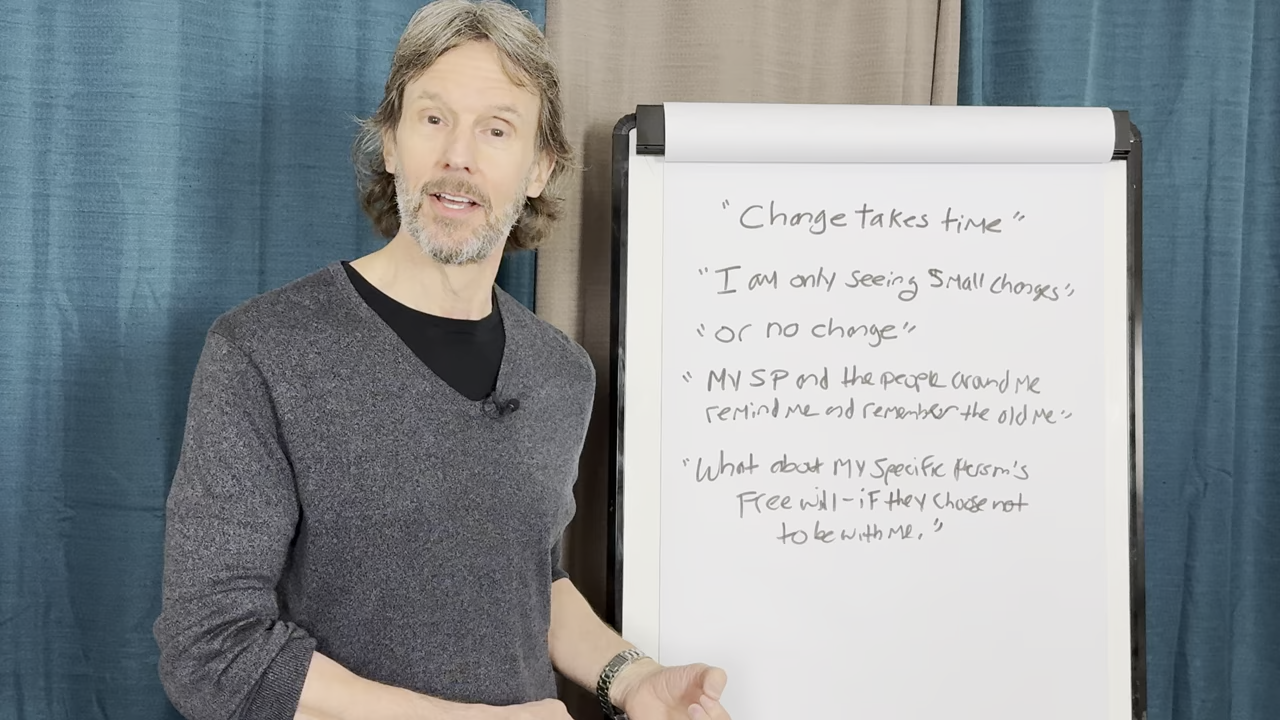 "Change takes time"
"I am only seeing small changes"
"or no change"
"My SP and the people around me
remind me and remember the old me"
"What about my specific person's
free will - if they choose not
to be with me."